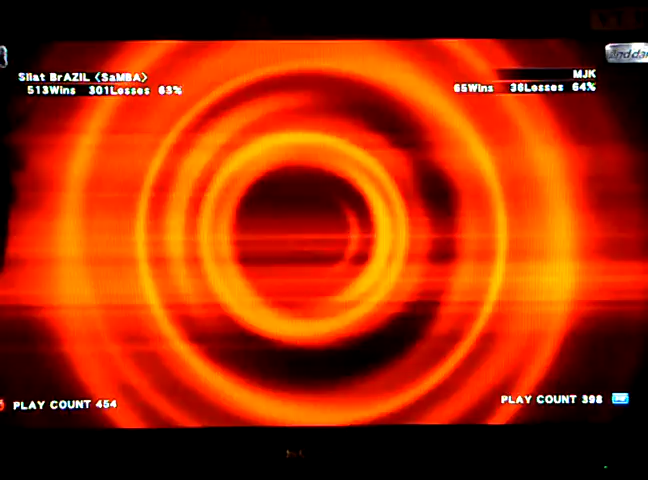 Silat BrAZIL <SaMBA>
513Wins 301Losses 63%
MJK
65Wins 36Losses 64%
PLAY COUNT 454
PLAY COUNT 398